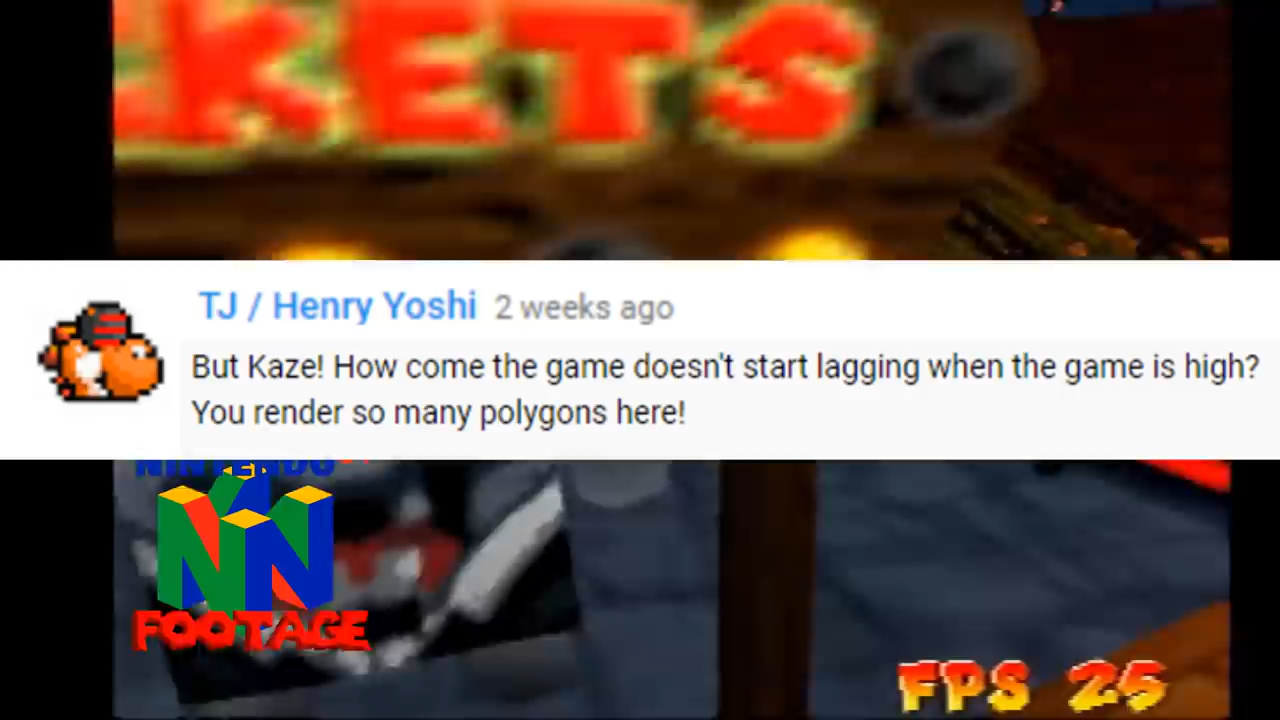 KETS
TJ / Henry Yoshi 2 weeks ago
But Kaze! How come the game doesn't start lagging when the game is high?
You render so many polygons here!
NINTENDO
FOOTAGE
FPS 25